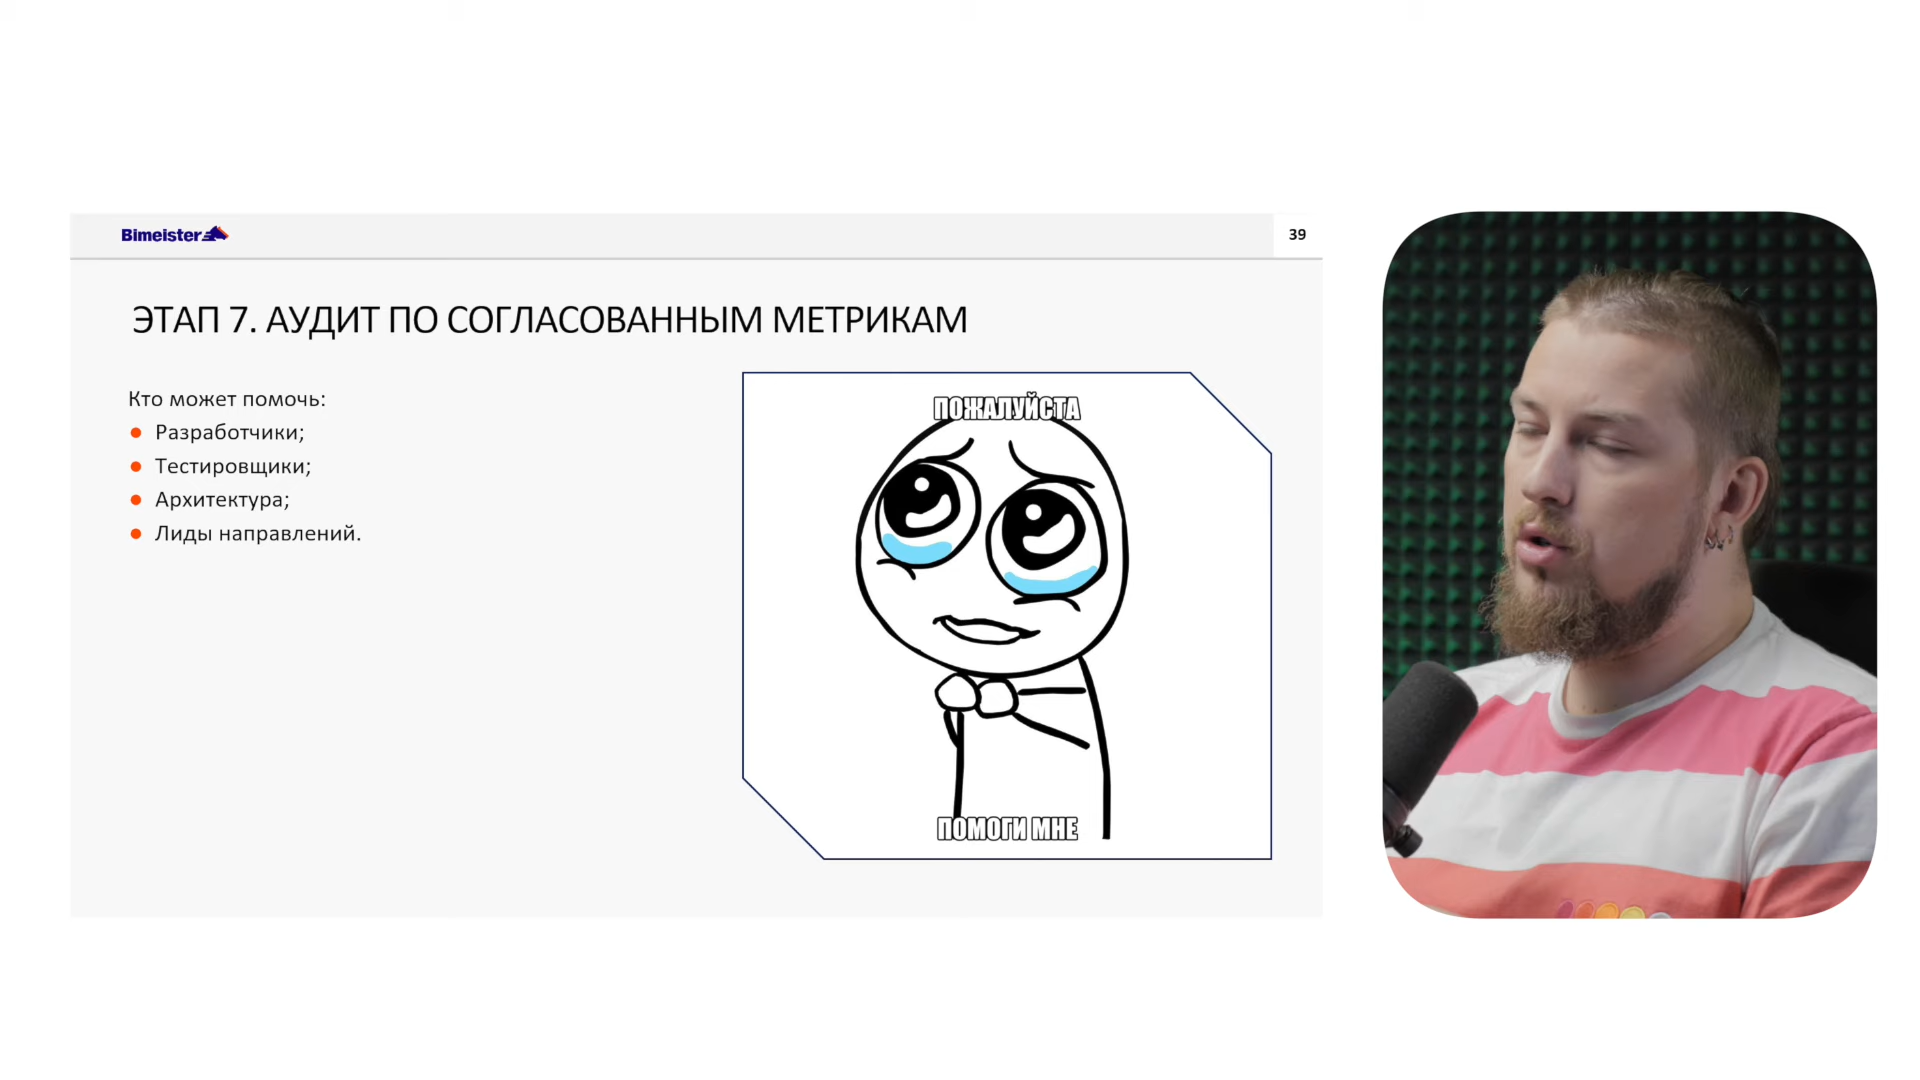 Bimeister
39
ЭТАП 7. АУДИТ ПО СОГЛАСОВАННЫМ МЕТРИКАМ
Кто может помочь:
Разработчики;
Тестировщики;
Архитектура;
Лиды направлений.
ПОЖАЛУЙСТА
ПОМОГИ МНЕ